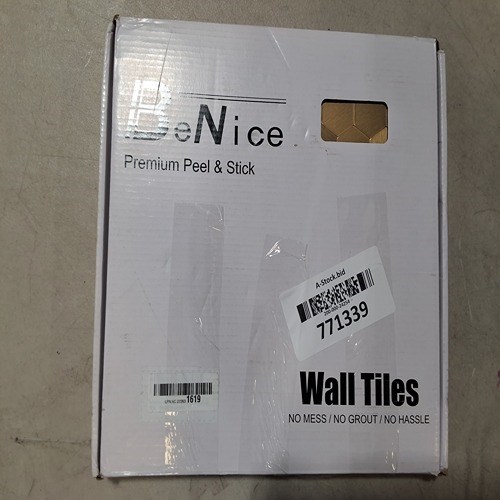 BeNice
Premium Peel & Stick
A-Stock.bid
771339
1619
Wall Tiles
NO MESS / NO GROUT / NO HASSLE